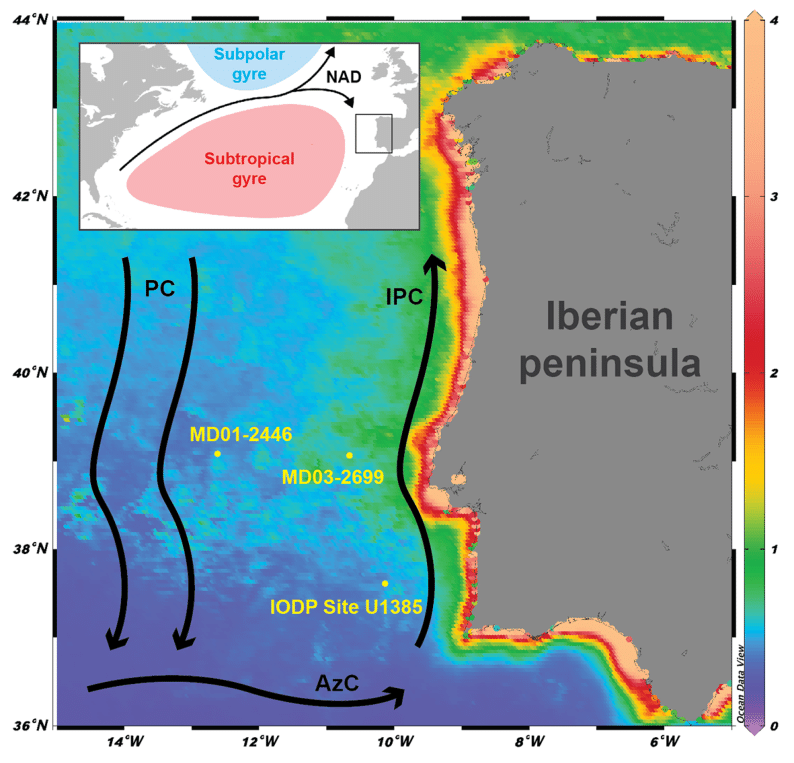 44°N
42°N
40°N
38°N
36°N
Subpolar
gyre
NAD
Subtropical
gyre
PC
IPC
Iberian
peninsula
MD01-2446
MD03-2699
IODP Site U1385
AzC
14°W
12°W
10°W
8°W
6°W
Ocean Data View
4
3
2
1
0